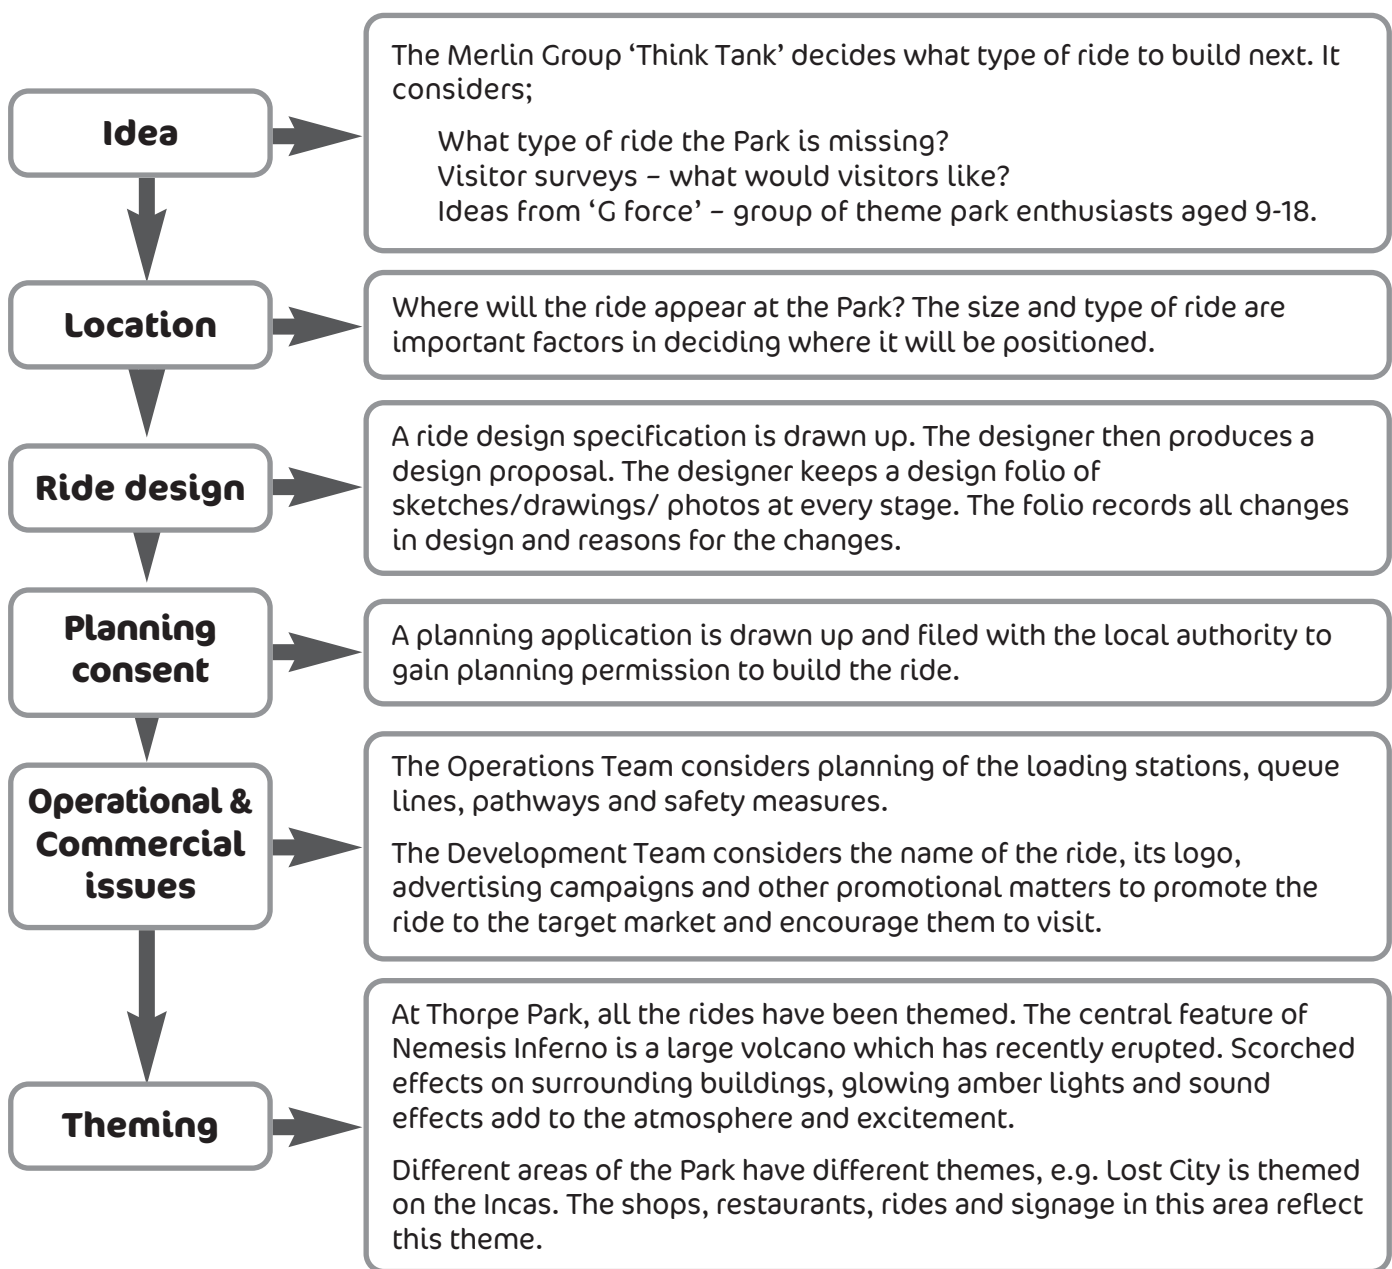 Idea
The Merlin Group ‘Think Tank’ decides what type of ride to build next. It
considers;
What type of ride the Park is missing?
Visitor surveys – what would visitors like?
Ideas from ‘G force’ – group of theme park enthusiasts aged 9-18.
Location
Where will the ride appear at the Park? The size and type of ride are
important factors in deciding where it will be positioned.
Ride design
A ride design specification is drawn up. The designer then produces a
design proposal. The designer keeps a design folio of
sketches/drawings/ photos at every stage. The folio records all changes
in design and reasons for the changes.
Planning
consent
A planning application is drawn up and filed with the local authority to
gain planning permission to build the ride.
Operational &
Commercial
issues
The Operations Team considers planning of the loading stations, queue
lines, pathways and safety measures.
The Development Team considers the name of the ride, its logo,
advertising campaigns and other promotional matters to promote the
ride to the target market and encourage them to visit.
Theming
At Thorpe Park, all the rides have been themed. The central feature of
Nemesis Inferno is a large volcano which has recently erupted. Scorched
effects on surrounding buildings, glowing amber lights and sound
effects add to the atmosphere and excitement.
Different areas of the Park have different themes, e.g. Lost City is themed
on the Incas. The shops, restaurants, rides and signage in this area reflect
this theme.